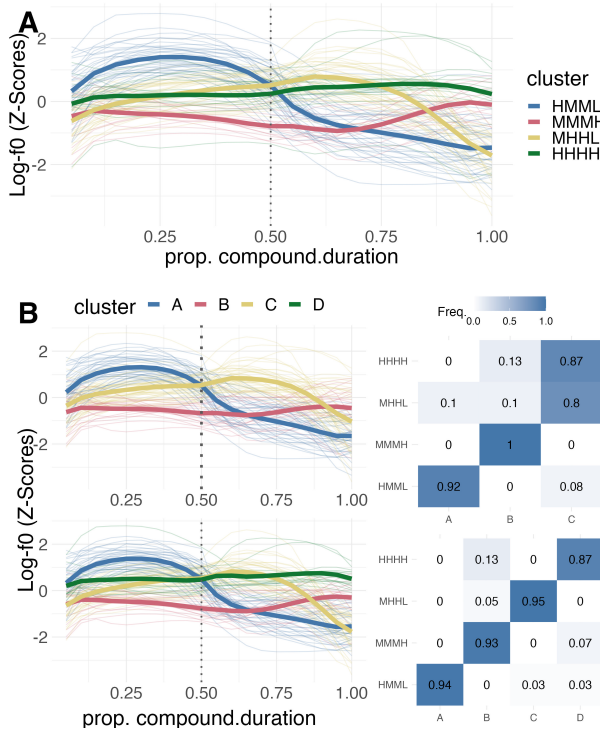 A
Log-f0 (Z-Scores)
2
0
-2
0.25 0.50 0.75 1.00
prop. compound.duration
cluster
HMML
MMMH
MHHL
HHHH
B
cluster A B C D
Log-f0 (Z-Scores)
2
0
-2
0.25 0.50 0.75 1.00
2
0
-2
0.25 0.50 0.75 1.00
prop. compound.duration
Freq.
0.0 0.5 1.0
HHHH 0 0.13 0.87
MHHL 0.1 0.1 0.8
MMMH 0 1 0
HMML 0.92 0 0.08
A B C
HHHH 0 0.13 0 0.87
MHHL 0 0.05 0.95 0
MMMH 0 0.93 0 0.07
HMML 0.94 0 0.03 0.03
A B C D